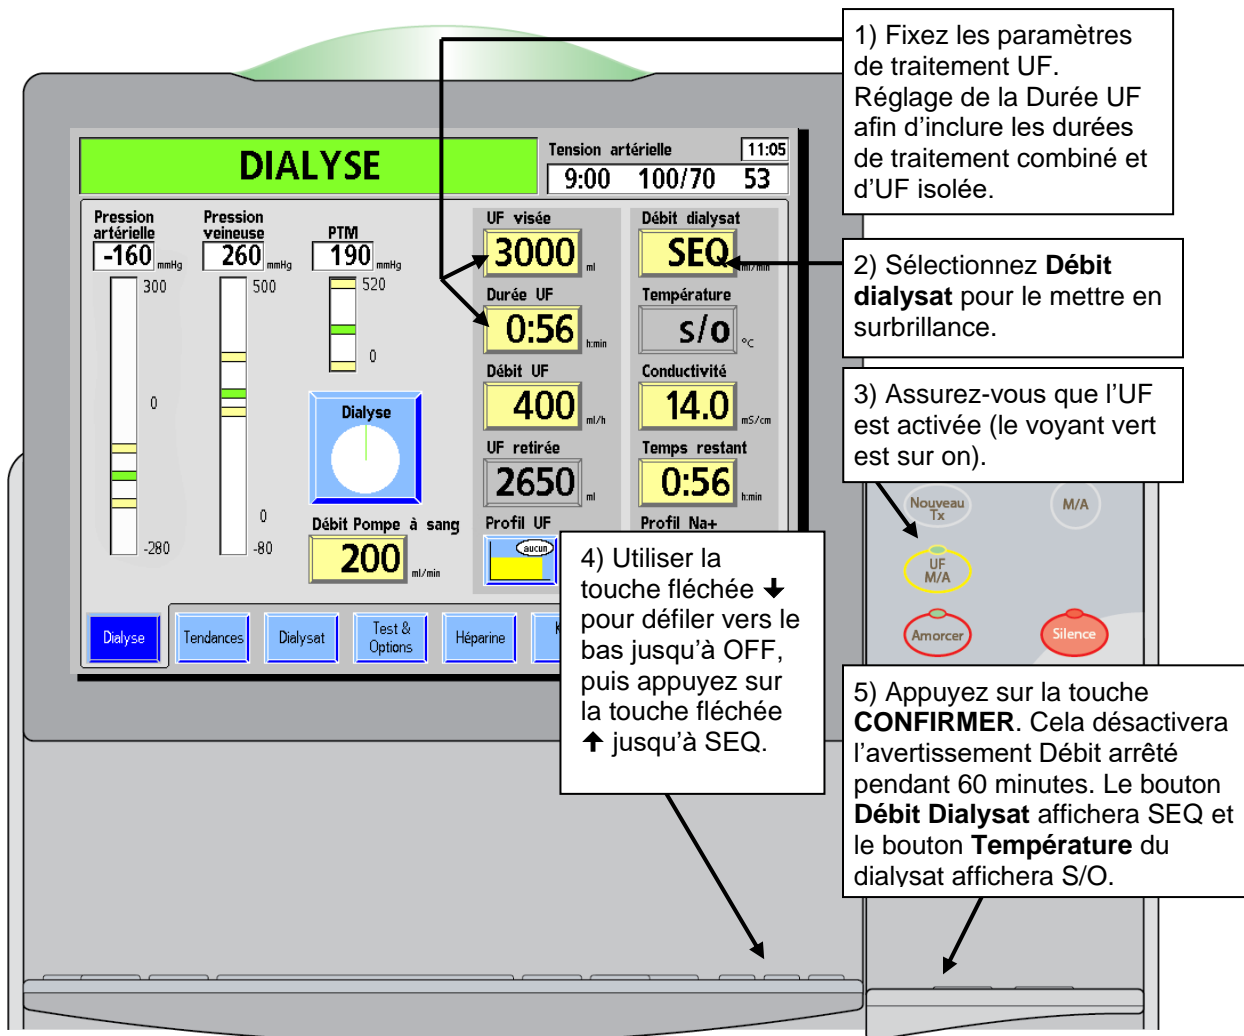 1) Fixez les paramètres
de traitement UF.
Réglage de la Durée UF
afin d’inclure les durées
de traitement combiné et
d’UF isolée.
DIALYSE
Tension artérielle
11:05
9:00 100/70 53
Pression
artérielle
-160 mmHg
300
0
-280
Pression
veineuse
260 mmHg
500
0
-80
PTM
190 mmHg
520
0
Dialyse
Débit Pompe à sang
200 ml/min
UF visée
3000 ml
Durée UF
0:56 h:min
Débit UF
400 ml/h
UF retirée
2650 ml
Profil UF
aucun
Débit dialysat
SEQ ml/min
Température
s/o °C
Conductivité
14.0 mS/cm
Temps restant
0:56 h:min
Profil Na+
2) Sélectionnez Débit
dialysat pour le mettre en
surbrillance.
3) Assurez-vous que l’UF
est activée (le voyant vert
est sur on).
Nouveau
Tx
M/A
UF
M/A
Amorcer
Silence
4) Utiliser la
touche fléchée ↓
pour défiler vers le
bas jusqu’à OFF,
puis appuyez sur
la touche fléchée
↑ jusqu’à SEQ.
Dialyse
Tendances
Dialysat
Test &
Options
Héparine
K
5) Appuyez sur la touche
CONFIRMER. Cela désactivera
l’avertissement Débit arrêté
pendant 60 minutes. Le bouton
Débit Dialysat affichera SEQ et
le bouton Température du
dialysat affichera S/O.